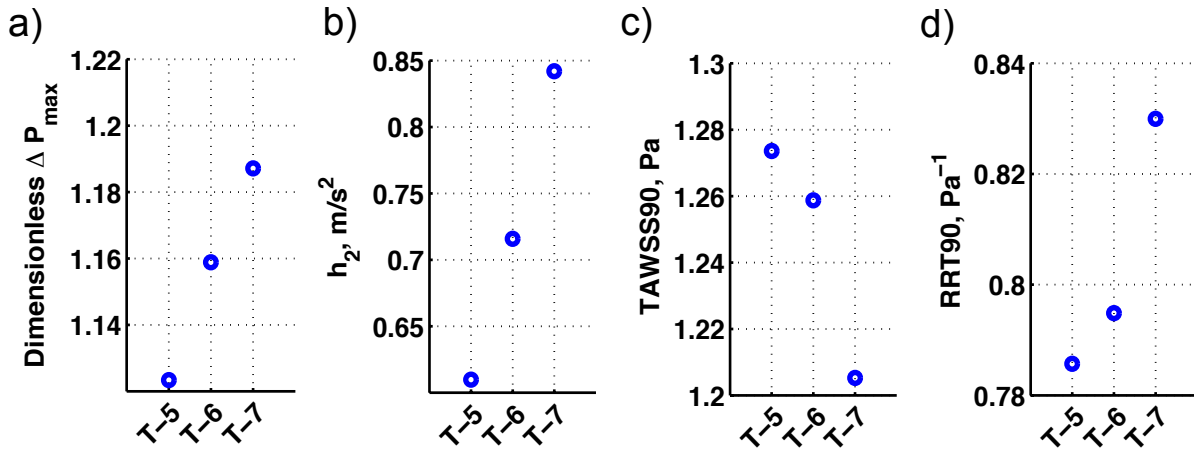 a)
Dimensionless Δ P_max
1.22
1.2
1.18
1.16
1.14
T−5
T−6
T−7
b)
h_2, m/s^2
0.85
0.8
0.75
0.7
0.65
T−5
T−6
T−7
c)
TAWSS90, Pa
1.3
1.28
1.26
1.24
1.22
1.2
T−5
T−6
T−7
d)
RRT90, Pa^−1
0.84
0.82
0.8
0.78
T−5
T−6
T−7